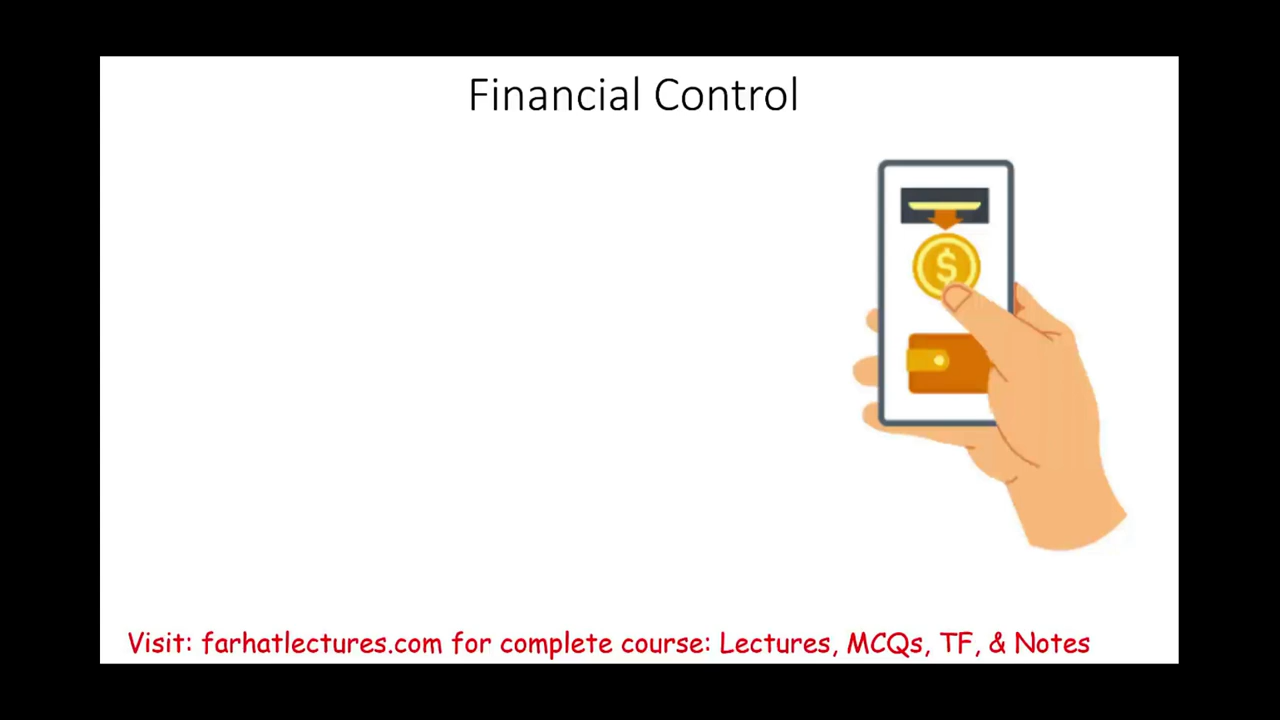 Financial Control
$
Visit: farhatlectures.com for complete course: Lectures, MCQs, TF, & Notes